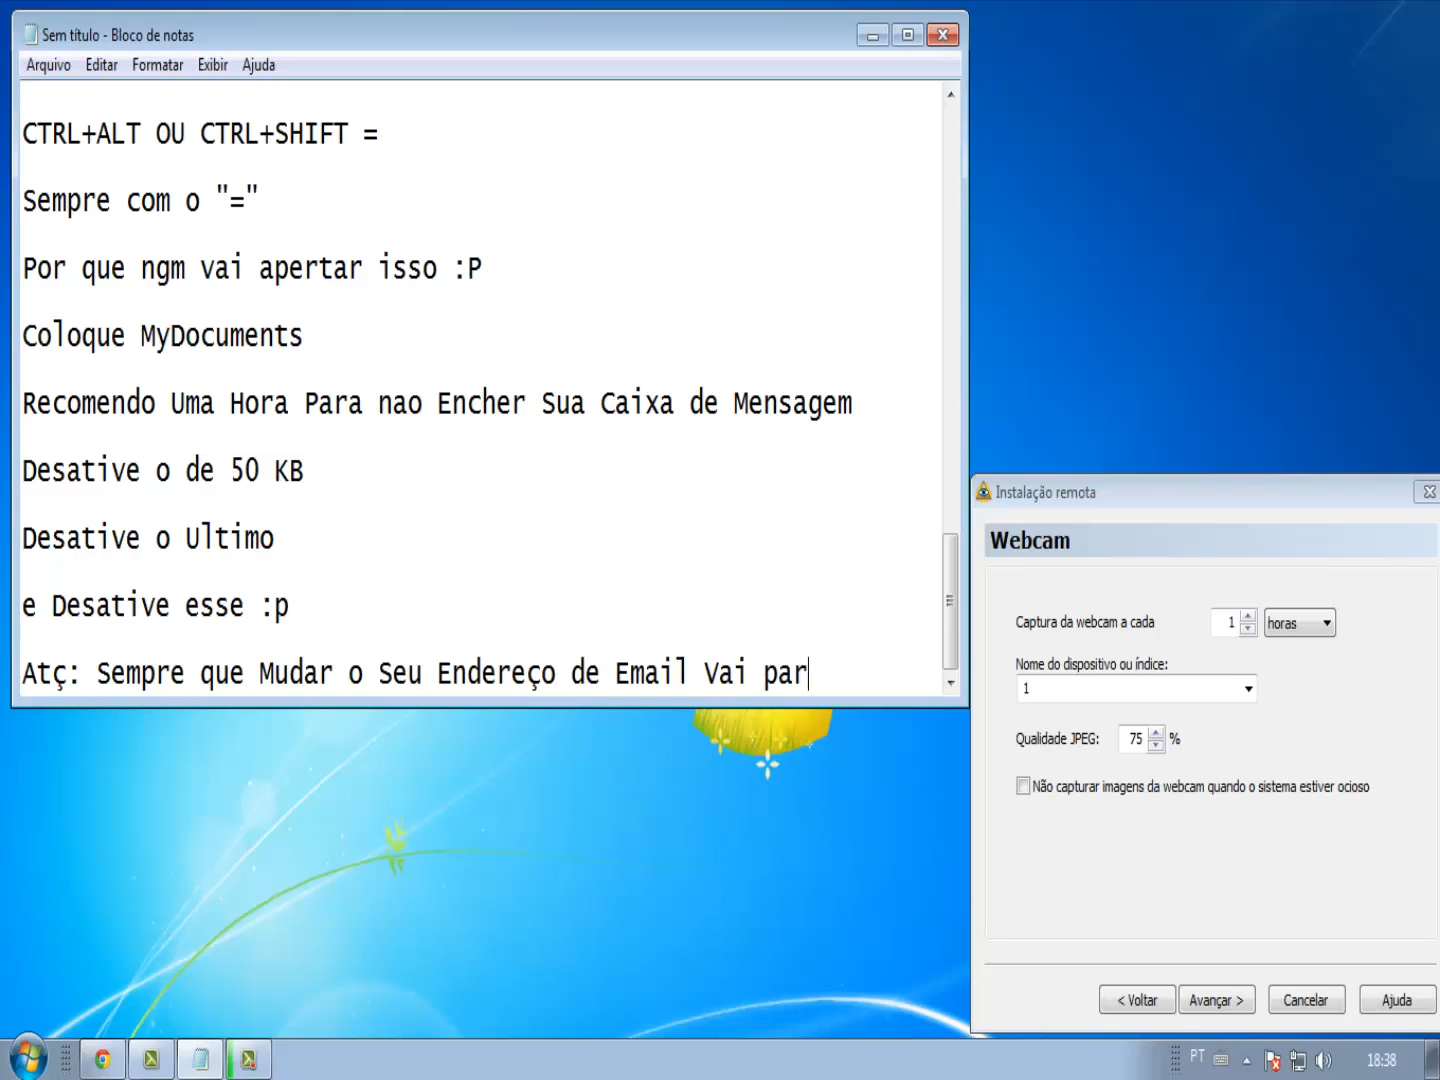 Sem título - Bloco de notas
Arquivo Editar Formatar Exibir Ajuda
CTRL+ALT OU CTRL+SHIFT =
Sempre com o "="
Por que ngm vai apertar isso :P
Coloque MyDocuments
Recomendo Uma Hora Para nao Encher Sua Caixa de Mensagem
Desative o de 50 KB
Desative o Ultimo
e Desative esse :p
Atç: Sempre que Mudar o Seu Endereço de Email Vai par
Instalação remota
Webcam
Captura da webcam a cada 1 horas
Nome do dispositivo ou índice:
1
Qualidade JPEG: 75 %
Não capturar imagens da webcam quando o sistema estiver ocioso
< Voltar Avançar > Cancelar Ajuda
PT 18:38